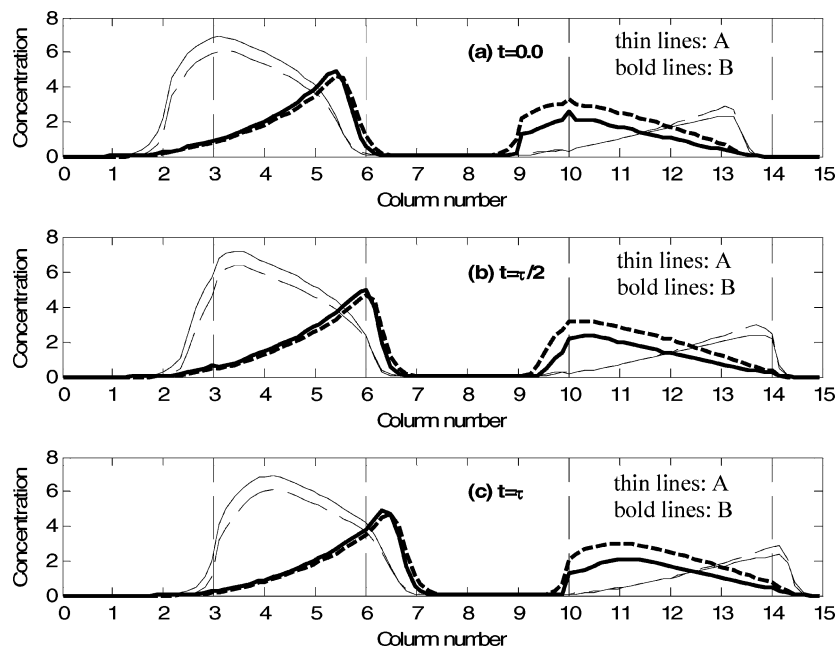 8
6
4
2
0
Concentration
(a) t=0.0
thin lines: A
bold lines: B
0 1 2 3 4 5 6 7 8 9 10 11 12 13 14 15
Column number
8
6
4
2
0
Concentration
(b) t=τ/2
thin lines: A
bold lines: B
0 1 2 3 4 5 6 7 8 9 10 11 12 13 14 15
Column number
8
6
4
2
0
Concentration
(c) t=τ
thin lines: A
bold lines: B
0 1 2 3 4 5 6 7 8 9 10 11 12 13 14 15
Column number